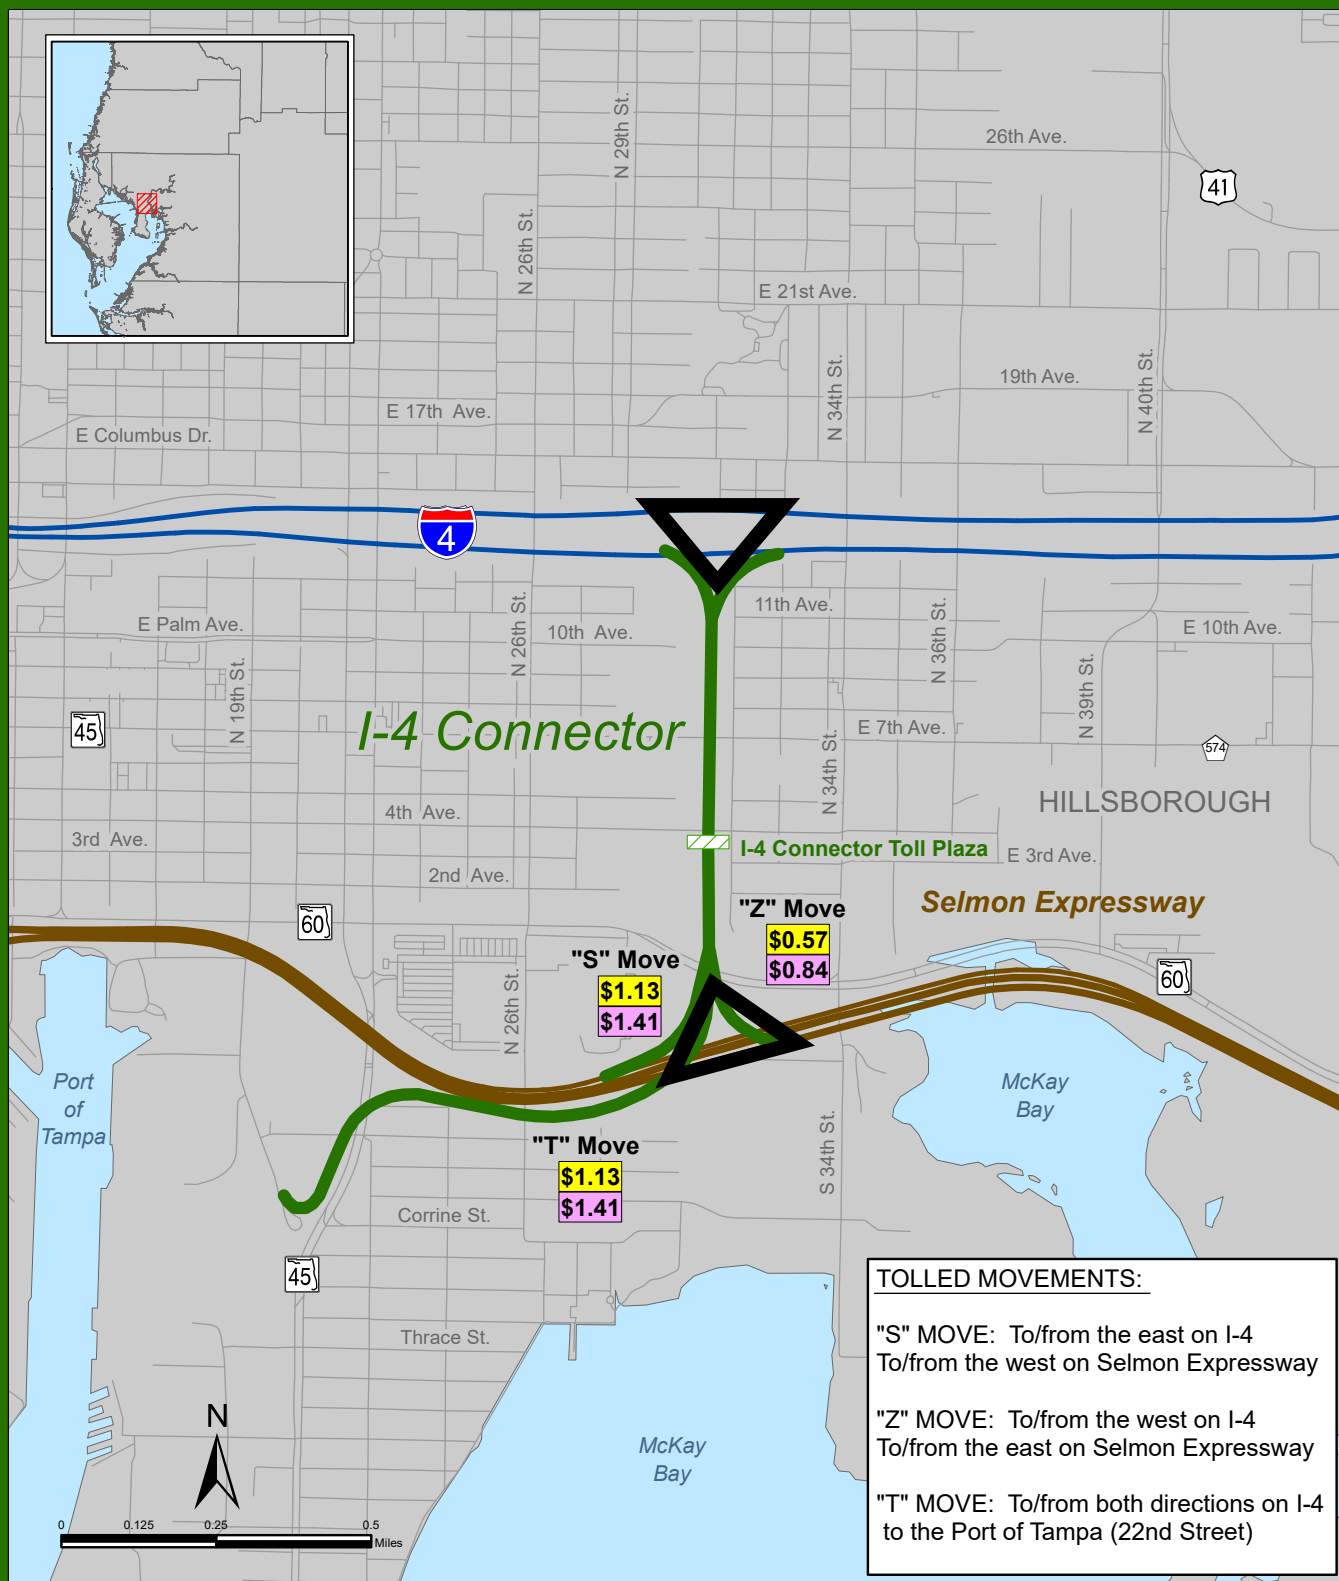 N 29th St.
26th Ave.
41
N 26th St.
E 21st Ave.
N 34th St.
19th Ave.
N 40th St.
E 17th  Ave.
E Columbus Dr.
4
11th Ave.
E Palm Ave.
N 26th St.
10th  Ave.
N 36th St.
E 10th Ave.
N 19th St.
N 39th St.
45
I-4 Connector
E 7th Ave.
N 34th St.
574
HILLSBOROUGH
4th  Ave.
3rd  Ave.
I-4 Connector Toll Plaza
E 3rd Ave.
2nd  Ave.
Selmon Expressway
"Z" Move
$0.57
$0.84
60
"S" Move
$1.13
$1.41
60
N 26th St.
Port
of
Tampa
McKay
Bay
"T" Move
$1.13
$1.41
S 34th St.
Corrine St.
45
Thrace St.
McKay
Bay
N
0 0.125 0.25 0.5
Miles
TOLLED MOVEMENTS:
"S" MOVE:  To/from the east on I-4
To/from the west on Selmon Expressway
"Z" MOVE:  To/from the west on I-4
To/from the east on Selmon Expressway
"T" MOVE:  To/from both directions on I-4
to the Port of Tampa (22nd Street)